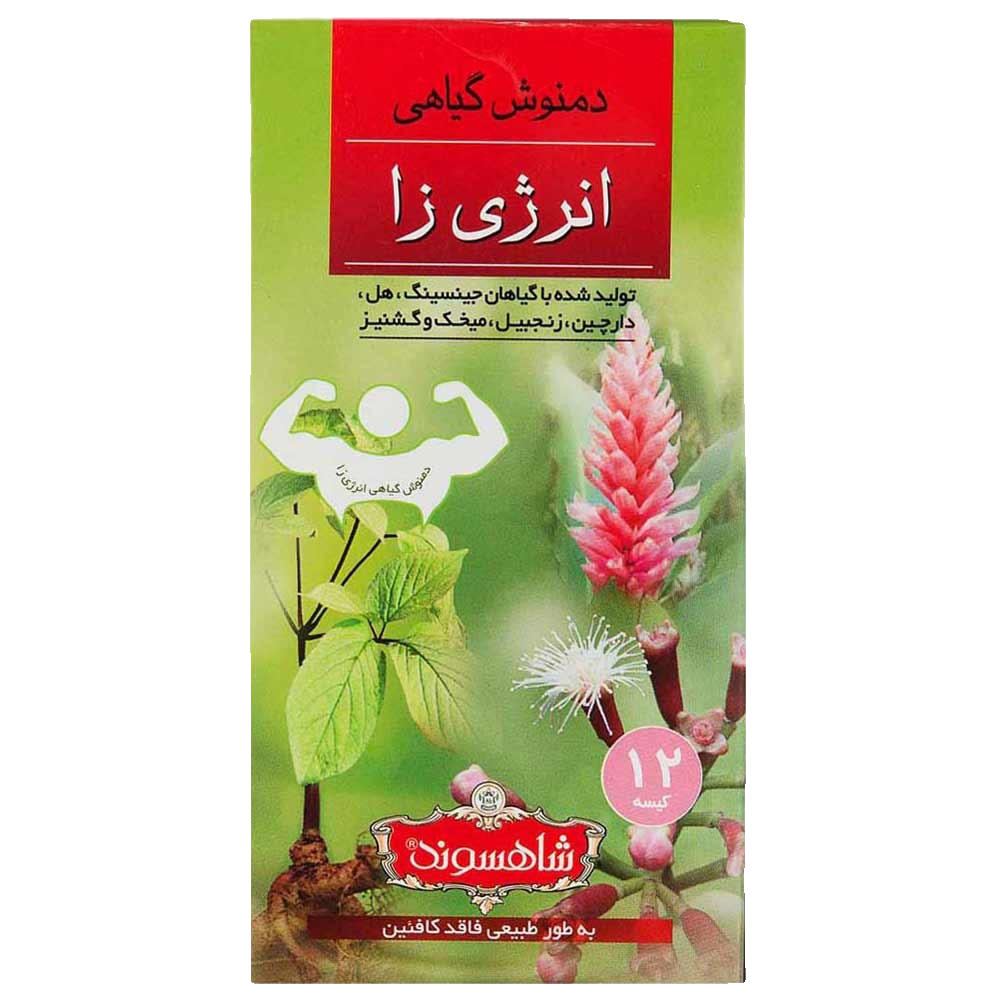 دمنوش گیاهی
انرژی زا
تولید شده با گیاهان جینسینگ، هل،
دارچین، زنجبیل، میخک و گشنیز
دمنوش گیاهی انرژی زا
۱۲
کیسه
شاهسوند®
به طور طبیعی فاقد کافئین